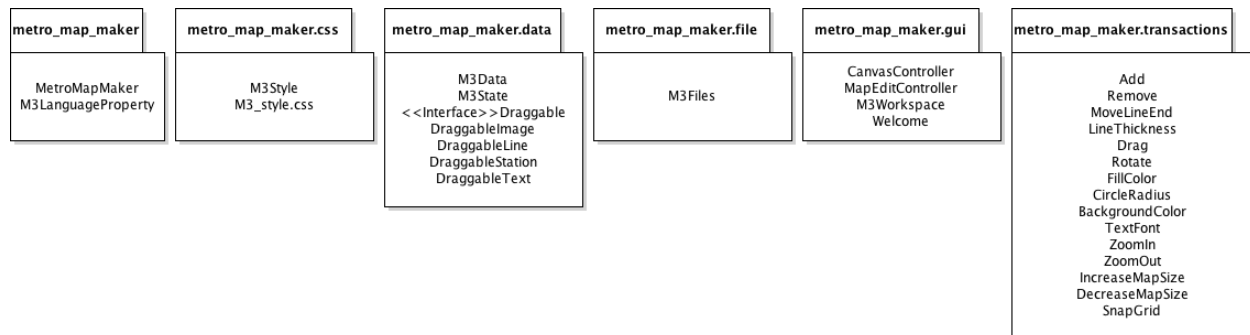 metro_map_maker
MetroMapMaker
M3LanguageProperty
metro_map_maker.css
M3Style
M3_style.css
metro_map_maker.data
M3Data
M3State
<<Interface>>Draggable
DraggableImage
DraggableLine
DraggableStation
DraggableText
metro_map_maker.file
M3Files
metro_map_maker.gui
CanvasController
MapEditController
M3Workspace
Welcome
metro_map_maker.transactions
Add
Remove
MoveLineEnd
LineThickness
Drag
Rotate
FillColor
CircleRadius
BackgroundColor
TextFont
ZoomIn
ZoomOut
IncreaseMapSize
DecreaseMapSize
SnapGrid